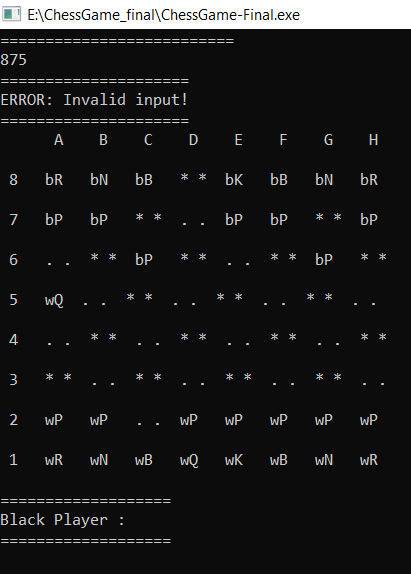 E:\ChessGame_final\ChessGame-Final.exe
==========================
875
=====================
ERROR: Invalid input!
=====================
A B C D E F G H
8 bR bN bB * * bK bB bN bR
7 bP bP * * . . bP bP * * bP
6 . . * * bP * * . . * * bP * *
5 wQ . . * * . . * * . . * * . .
4 . . * * . . * * . . * * . . * *
3 * * . . * * . . * * . . * * . .
2 wP wP . . wP wP wP wP wP
1 wR wN wB wQ wK wB wN wR
===================
Black Player :
===================